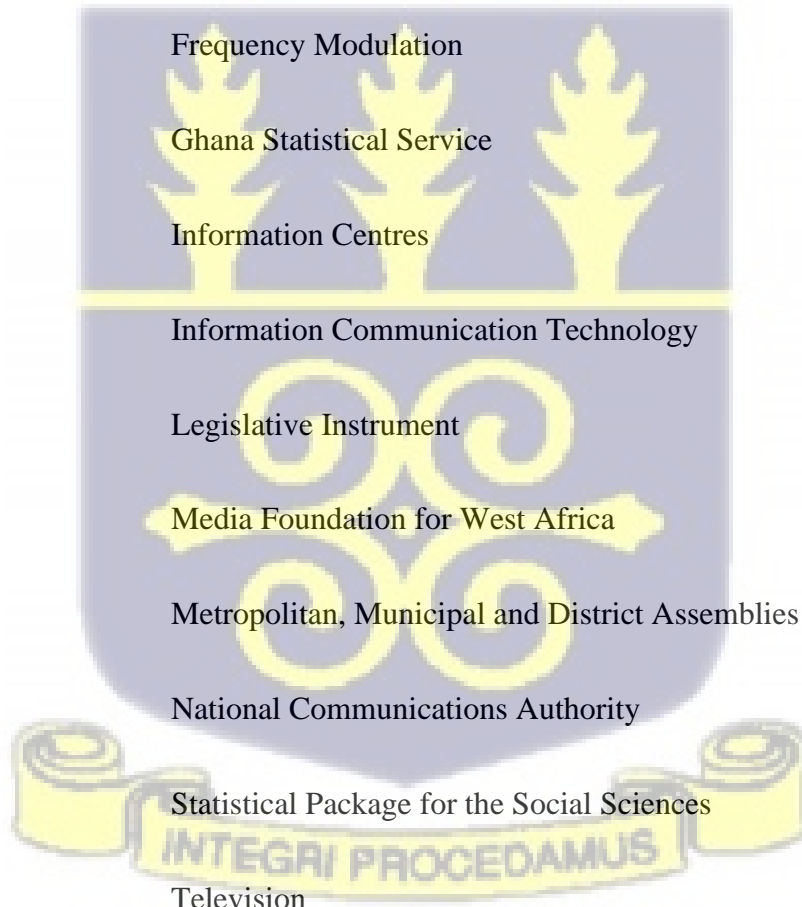 Frequency Modulation
Ghana Statistical Service
Information Centres
Information Communication Technology
Legislative Instrument
Media Foundation for West Africa
Metropolitan, Municipal and District Assemblies
National Communications Authority
Statistical Package for the Social Sciences
INTEGRI PROCEDAMUS
Television